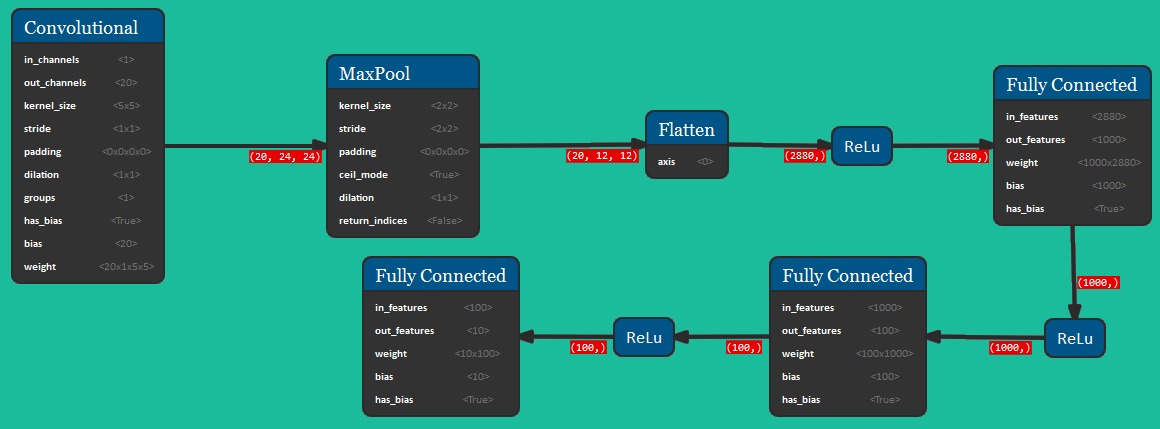 Convolutional
in_channels <1>
out_channels <20>
kernel_size <5x5>
stride <1x1>
padding <0x0x0x0>
dilation <1x1>
groups <1>
has_bias <True>
bias <20>
weight <20x1x5x5>
(20, 24, 24)
MaxPool
kernel_size <2x2>
stride <2x2>
padding <0x0x0x0>
ceil_mode <True>
dilation <1x1>
return_indices <False>
(20, 12, 12)
Flatten
axis <0>
(2880,)
ReLu
(2880,)
Fully Connected
in_features <2880>
out_features <1000>
weight <1000x2880>
bias <1000>
has_bias <True>
(1000,)
ReLu
(1000,)
Fully Connected
in_features <1000>
out_features <100>
weight <100x1000>
bias <100>
has_bias <True>
(100,)
ReLu
(100,)
Fully Connected
in_features <100>
out_features <10>
weight <10x100>
bias <10>
has_bias <True>